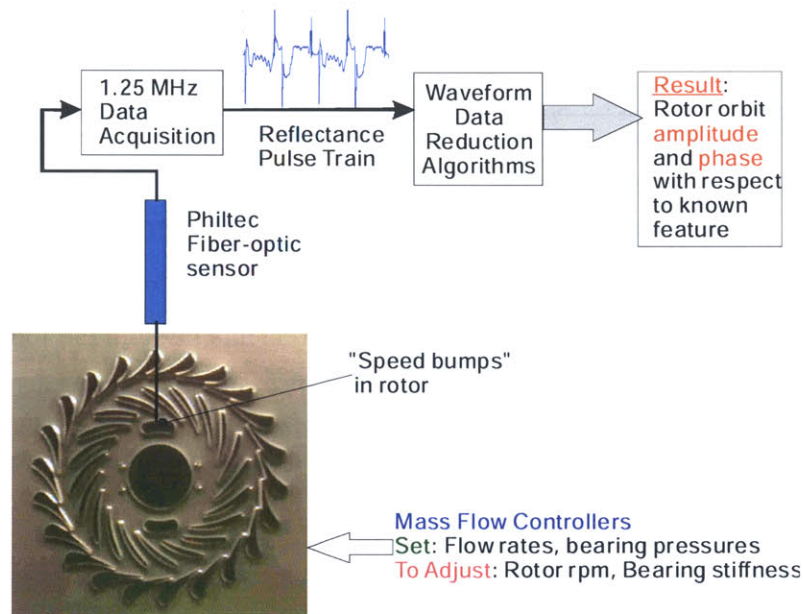 1.25 MHz
Data
Acquisition
Reflectance
Pulse Train
Waveform
Data
Reduction
Algorithms
Result:
Rotor orbit
amplitude
and phase
with respect
to known
feature
Philtec
Fiber-optic
sensor
"Speed bumps"
in rotor
Mass Flow Controllers
Set: Flow rates, bearing pressures
To Adjust: Rotor rpm, Bearing stiffness